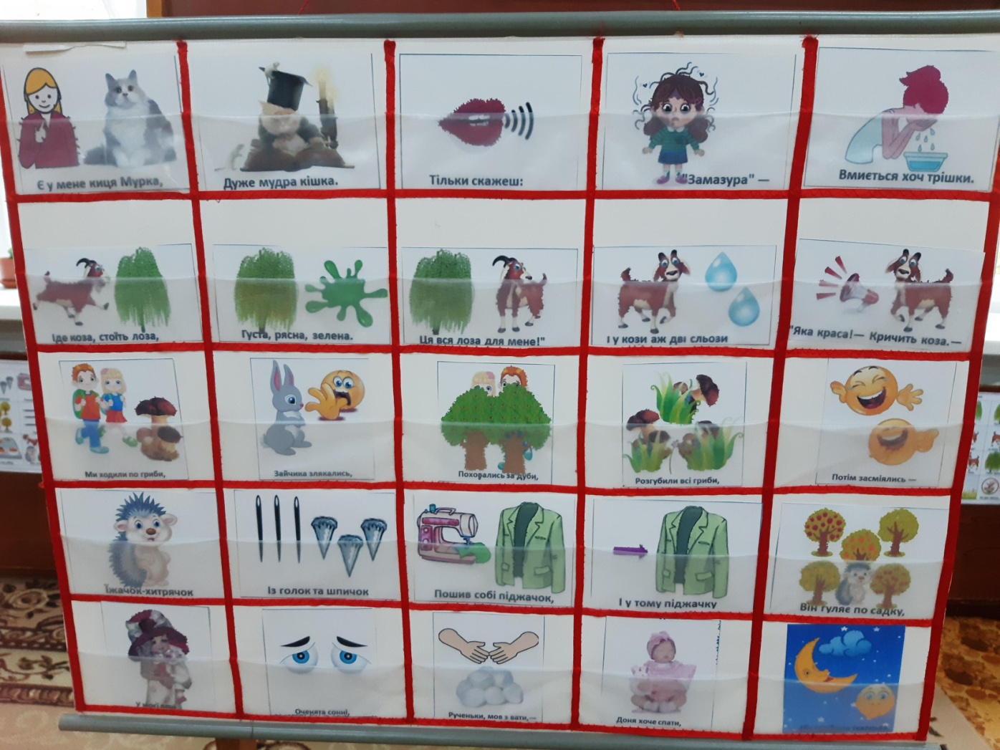 Є у мене киця Мурка,
Дуже мудра кішка.
Тільки скажеш:
"Замазура" —
Вмиється хоч трішки.
Іде коза, стоїть лоза,
Густа, рясна, зелена.
Ця вся лоза для мене!"
І у кози аж дві сльози
"Яка краса!— Кричить коза.—
Ми ходили по гриби,
Зайчика злякались,
Поховались за дуби,
Розгубили всі гриби,
Потім засміялись —
Їжачок-хитрячок
Із голок та шпичок
Пошив собі піджачок,
І у тому піджачку
Він гуляє по садку,
У моєї
Оченята сонні,
Рученьки, мов з вати,—
Доня хоче спати,